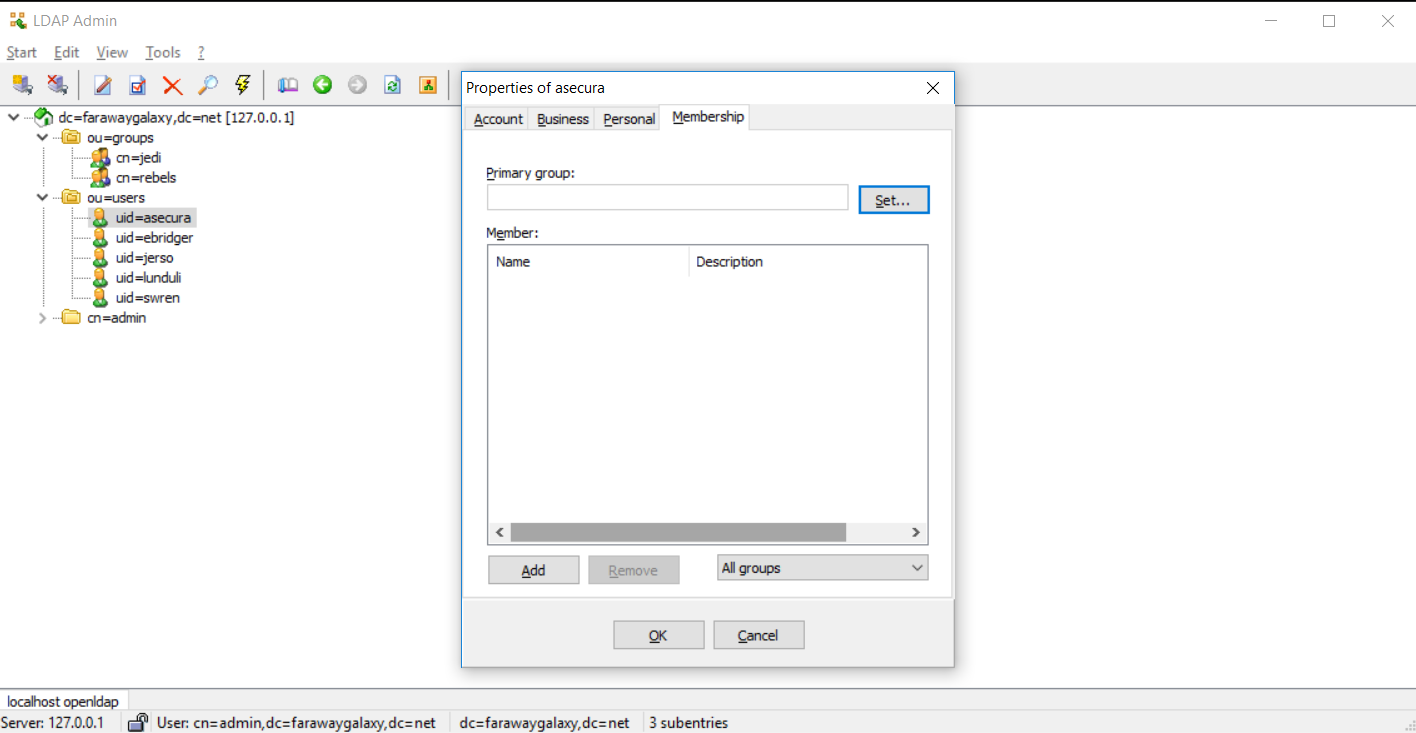 LDAP Admin
Start Edit View Tools ?
dc=farawaygalaxy,dc=net [127.0.0.1]
ou=groups
cn=jedi
cn=rebels
ou=users
uid=asecura
uid=ebridger
uid=jerso
uid=lunduli
uid=swren
cn=admin
Properties of asecura
Account Business Personal Membership
Primary group:
Set...
Member:
Name Description
Add Remove All groups
OK Cancel
localhost openldap
Server: 127.0.0.1 User: cn=admin,dc=farawaygalaxy,dc=net dc=farawaygalaxy,dc=net 3 subentries